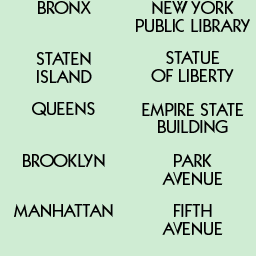 BRONX
NEW YORK
PUBLIC LIBRARY
STATEN
ISLAND
STATUE
OF LIBERTY
QUEENS
EMPIRE STATE
BUILDING
BROOKLYN
PARK
AVENUE
MANHATTAN
FIFTH
AVENUE